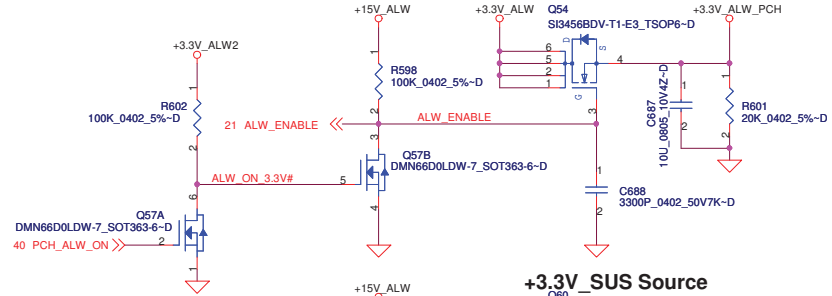 +15V_ALW
+3.3V_ALW
Q54
SI3456BDV-T1-E3_TSOP6~D
+3.3V_ALW_PCH
+3.3V_ALW2
D
S
G
6
5
2
1
4
3
1
R598
100K_0402_5%~D
2
1
R602
100K_0402_5%~D
2
21 ALW_ENABLE
ALW_ENABLE
C687
10U_0805_10V4Z~D
1
2
1
R601
20K_0402_5%~D
2
3
Q57B
DMN66D0LDW-7_SOT363-6~D
ALW_ON_3.3V#
5
4
1
C688
3300P_0402_50V7K~D
2
6
Q57A
DMN66D0LDW-7_SOT363-6~D
40 PCH_ALW_ON
2
1
+3.3V_SUS Source
+15V_ALW
Q60